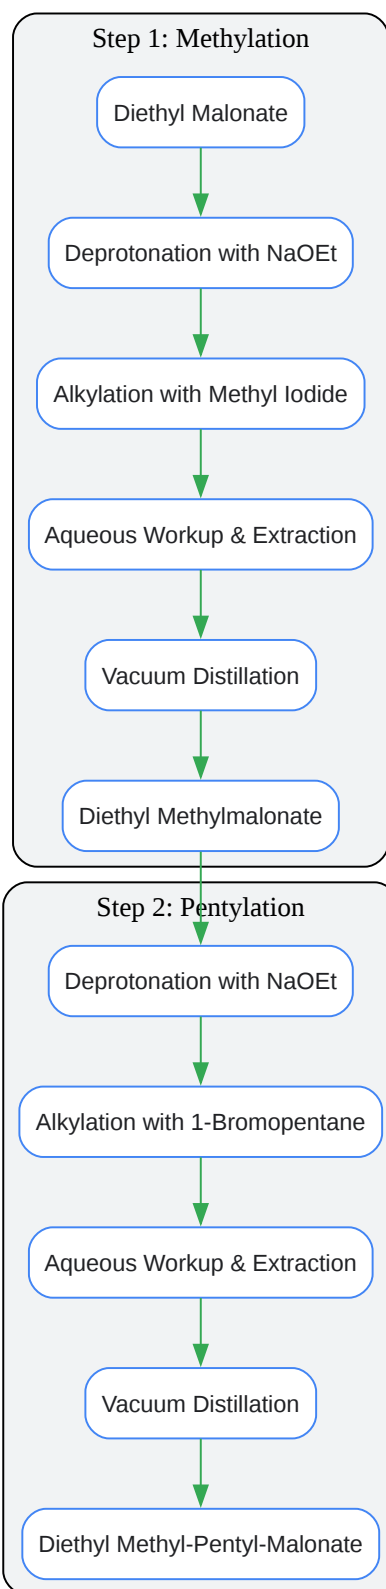 Step 1: Methylation
Diethyl Malonate
Deprotonation with NaOEt
Alkylation with Methyl Iodide
Aqueous Workup & Extraction
Vacuum Distillation
Diethyl Methylmalonate
Step 2: Pentylation
Deprotonation with NaOEt
Alkylation with 1-Bromopentane
Aqueous Workup & Extraction
Vacuum Distillation
Diethyl Methyl-Pentyl-Malonate